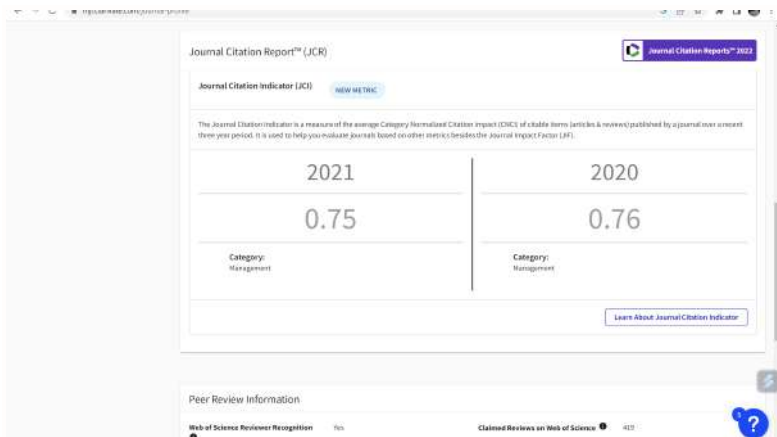 Journal Citation Report™ (JCR)
Journal Citation Reports™ 2022
Journal Citation Indicator (JCI)
NEW METRIC
The Journal Citation Indicator is a measure of the average Category Normalized Citation Impact (CNCI) of citable items (articles & reviews) published by a journal over a recent
three year period. It is used to help you evaluate journals based on other metrics besides the Journal Impact Factor (JIF).
2021
2020
0.75
0.76
Category:
Management
Category:
Management
Learn About Journal Citation Indicator
Peer Review Information
Web of Science Reviewer Recognition
Yes
Claimed Reviews on Web of Science
419
?